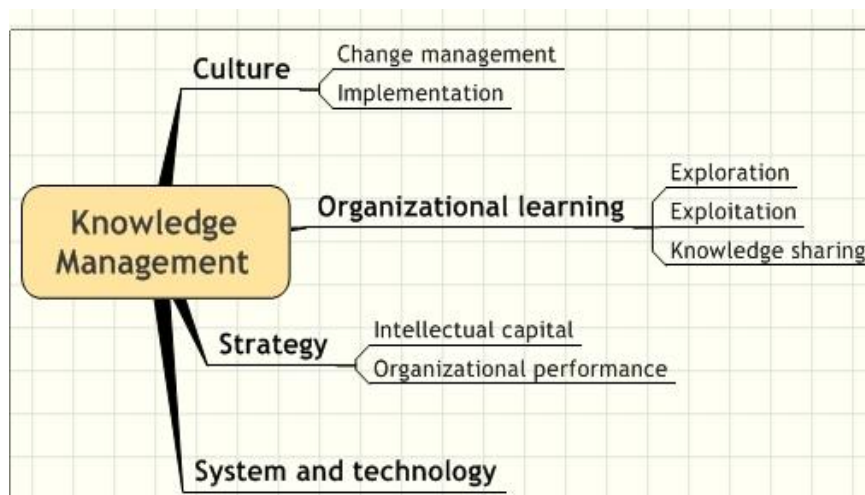 Culture
Change management
Implementation
Knowledge
Management
Organizational learning
Exploration
Exploitation
Knowledge sharing
Strategy
Intellectual capital
Organizational performance
System and technology